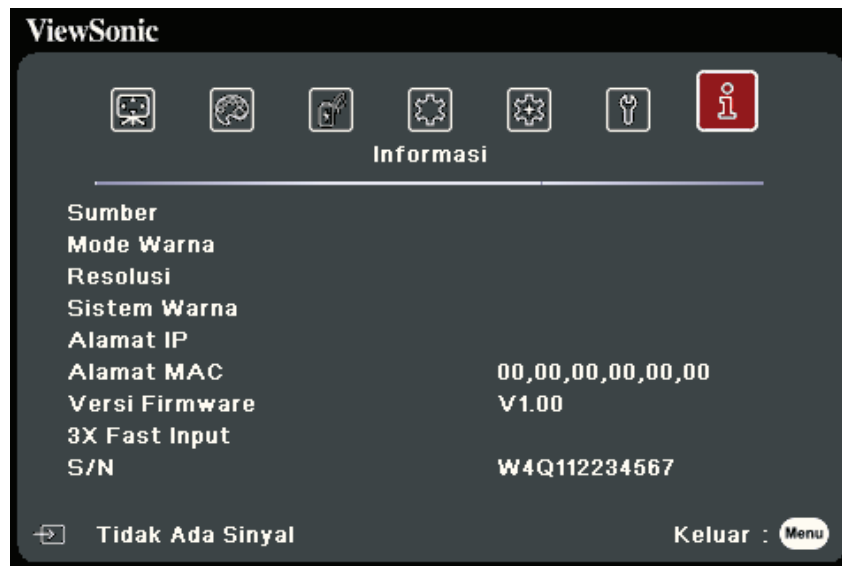 ViewSonic
Informasi
Sumber
Mode Warna
Resolusi
Sistem Warna
Alamat IP
Alamat MAC 00,00,00,00,00,00
Versi Firmware V1.00
3X Fast Input
S/N W4Q112234567
Tidak Ada Sinyal Keluar : Menu